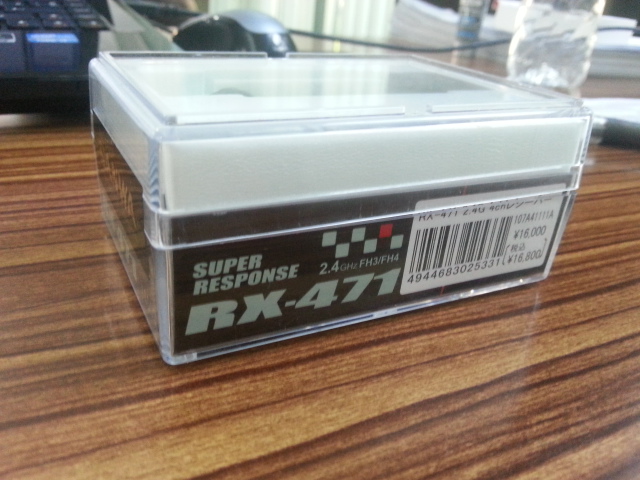 SUPER
RESPONSE
2.4GHz FH3/FH4
RX-471
RX-471 2.4G 4chレシーバー
107A41111A
¥16,000
税込
¥16,800
4944683025331